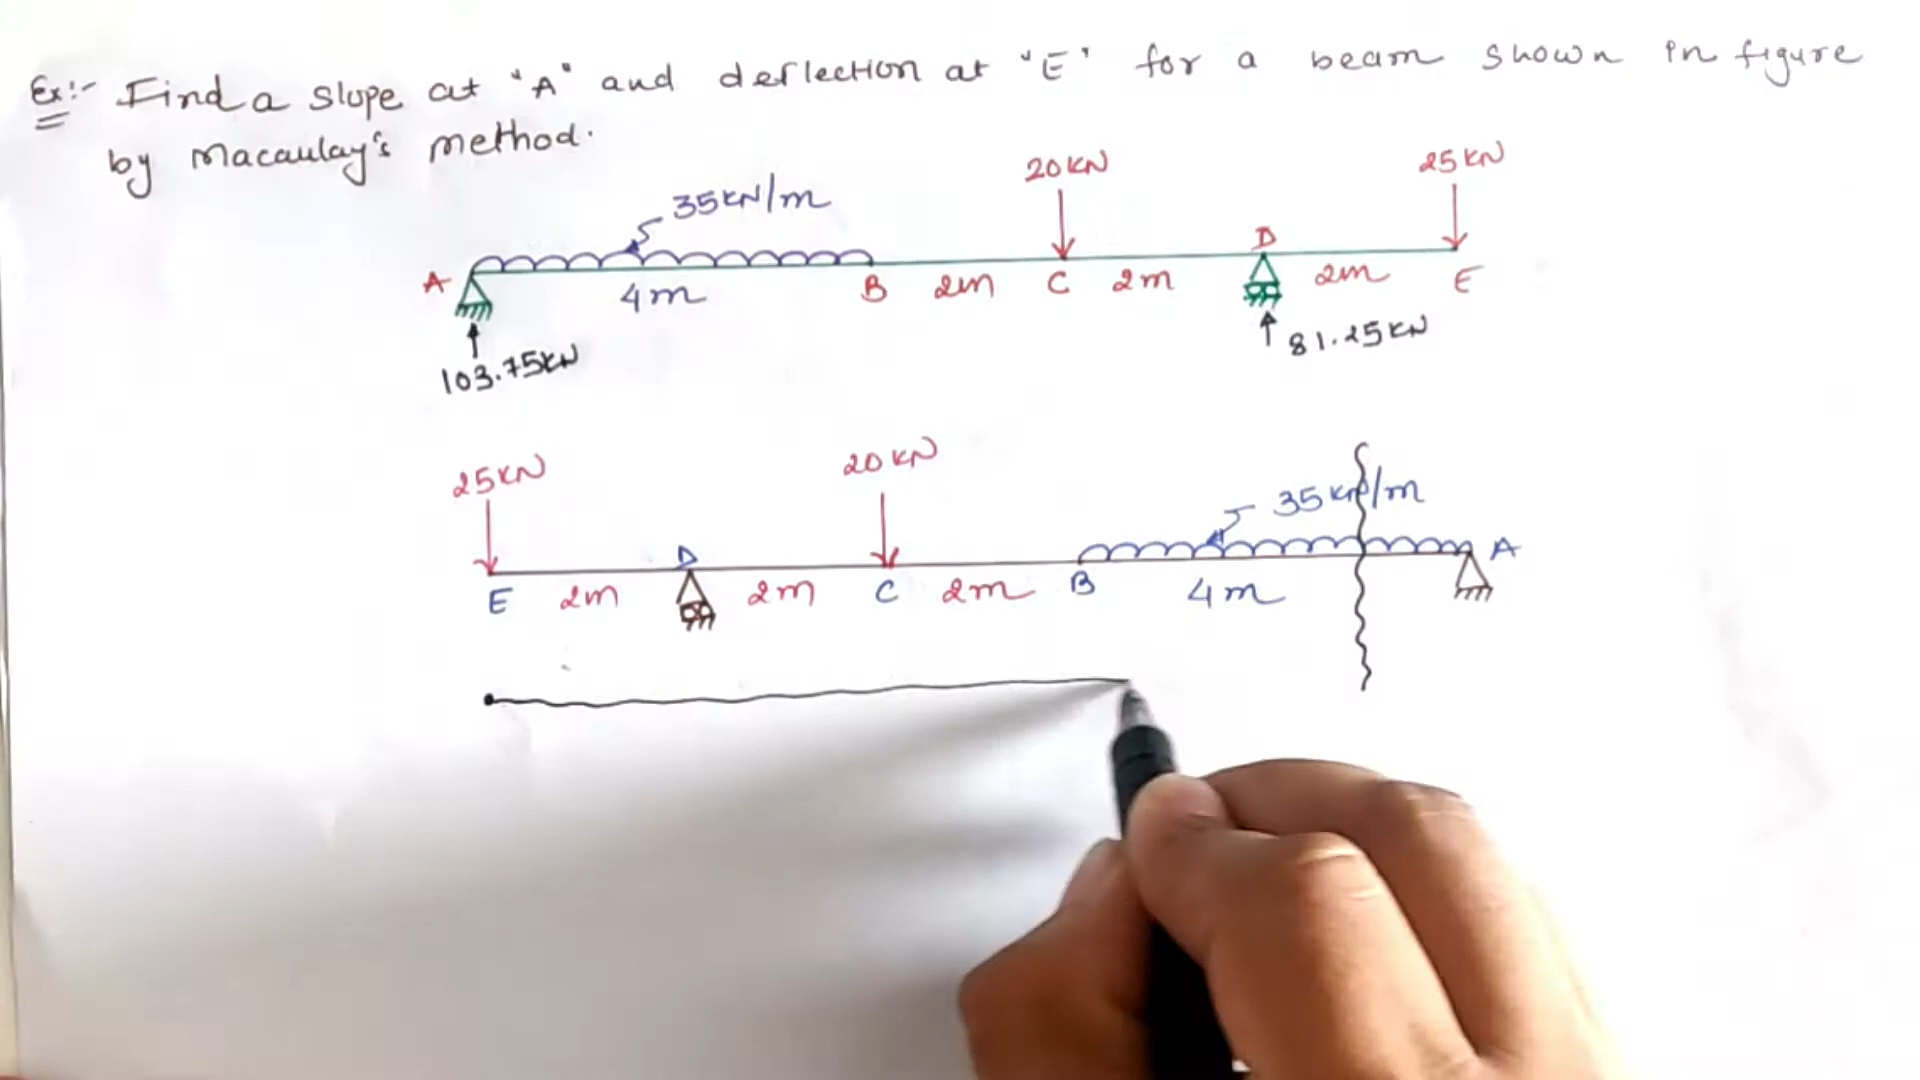 Ex:- Find a slope at "A" and deflection at "E" for a beam shown in figure
by Macaulay's method.
20KN
25KN
35KN/m
D
A
4m
B
2m
C
2m
2m
E
103.75KN
81.25KN
25KN
20KN
35KN/m
D
A
E
2m
2m
C
2m
B
4m